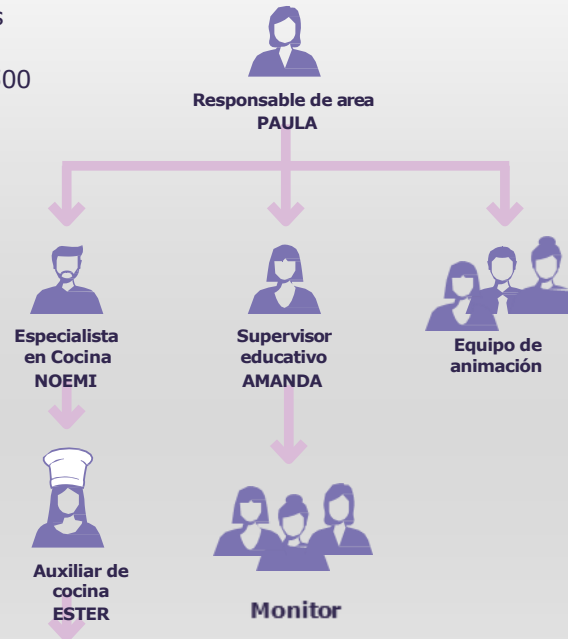 s
00
Responsable de area
PAULA
Especialista
en Cocina
NOEMI
Supervisor
educativo
AMANDA
Equipo de
animación
Auxiliar de
cocina
ESTER
Monitor